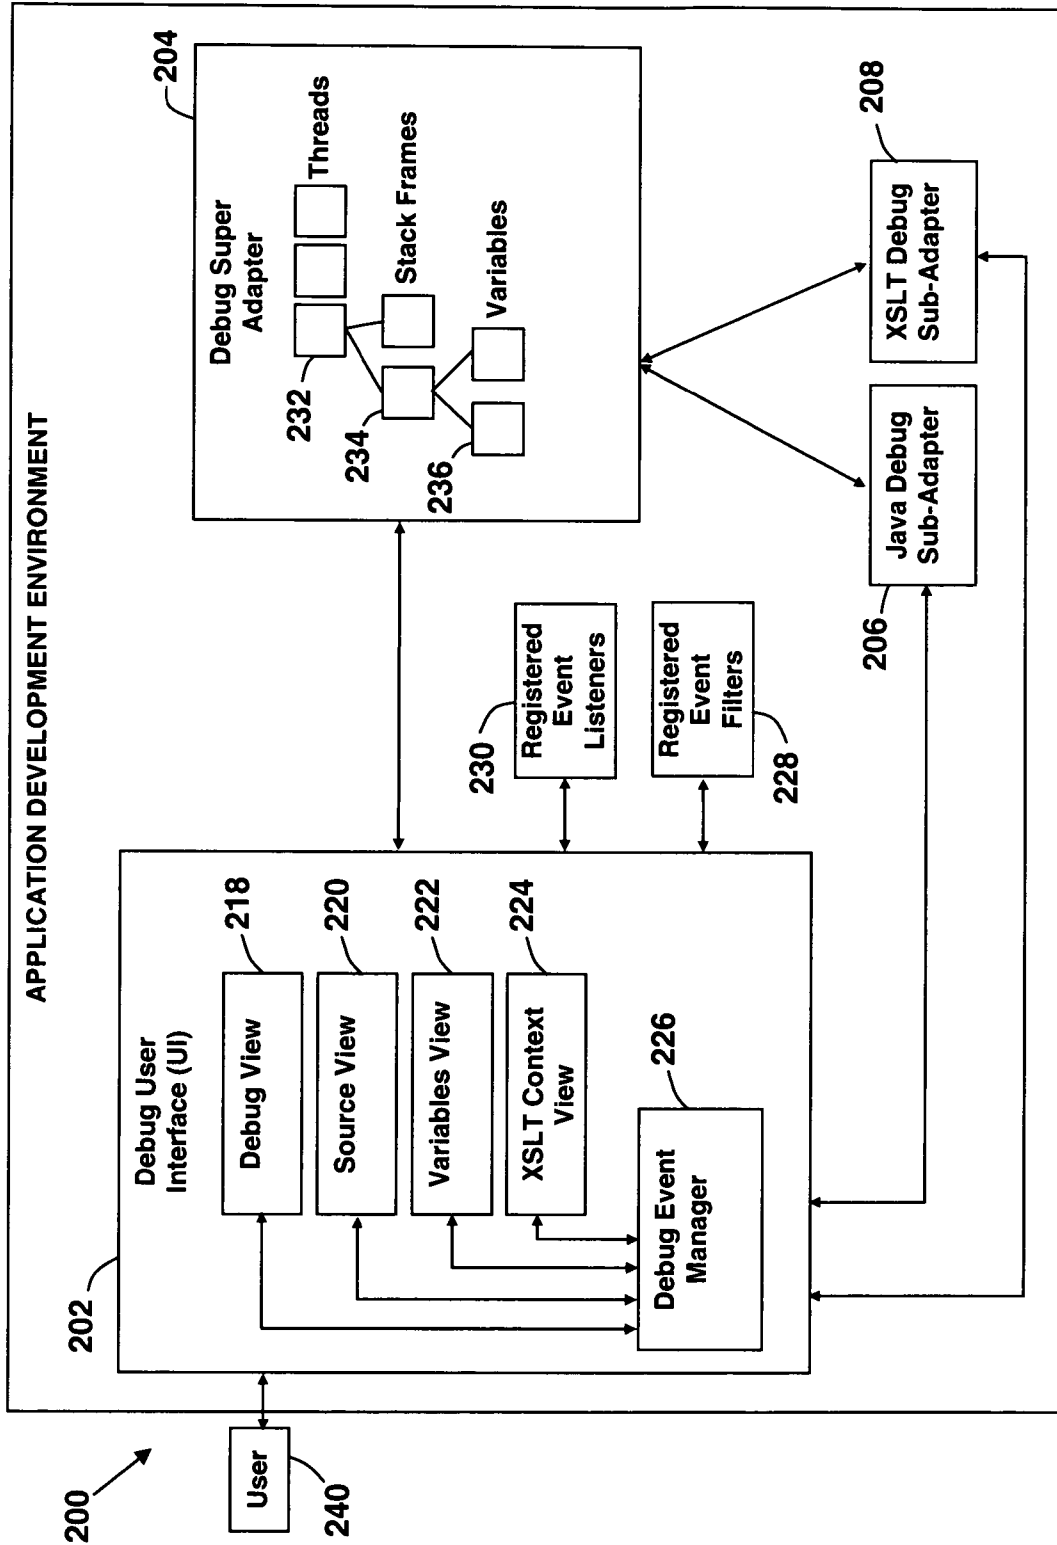 APPLICATION DEVELOPMENT ENVIRONMENT
200
User
240
202
Debug User
Interface (UI)
Debug View
218
Source View
220
Variables View
222
XSLT Context
View
224
Debug Event
Manager
226
Registered
Event
Listeners
230
Registered
Event
Filters
228
204
Debug Super
Adapter
Threads
232
Stack Frames
234
Variables
236
Java Debug
Sub-Adapter
206
XSLT Debug
Sub-Adapter
208